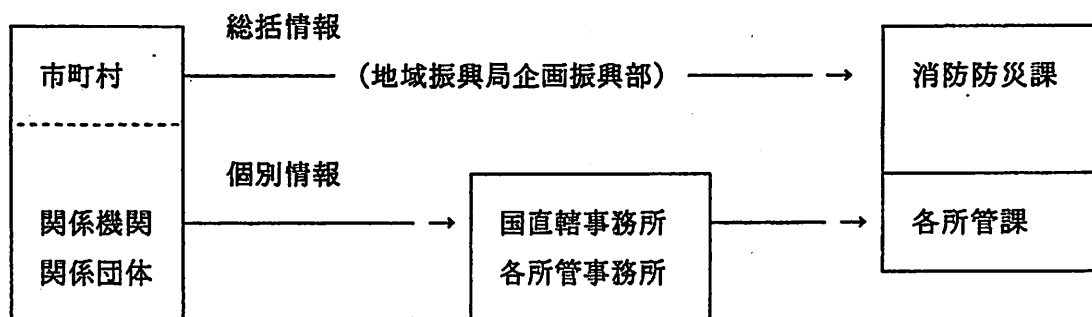 総括情報
市町村
(地域振興局企画振興部)
消防防災課
個別情報
関係機関
関係団体
国直轄事務所
各所管事務所
各所管課